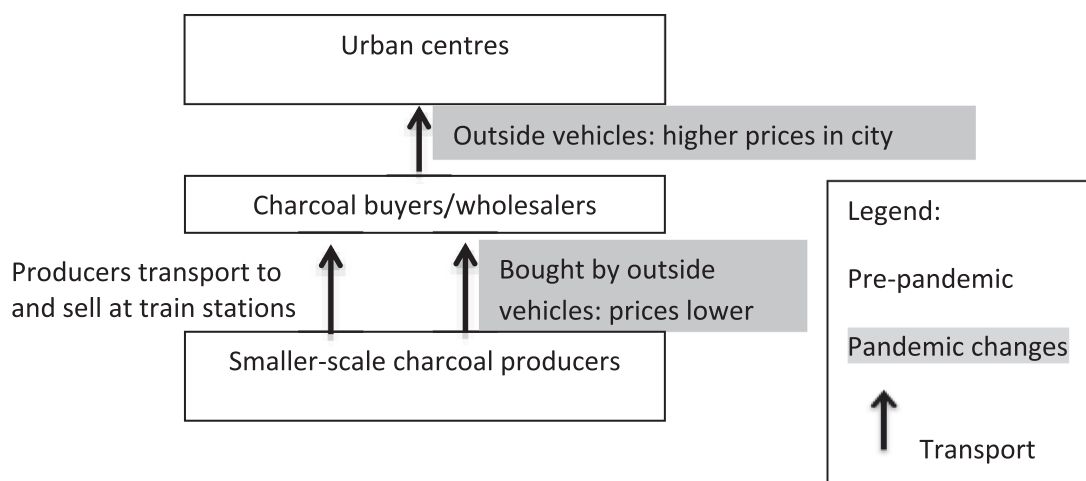 Urban centres
Outside vehicles: higher prices in city
Charcoal buyers/wholesalers
Producers transport to
and sell at train stations
Bought by outside
vehicles: prices lower
Smaller-scale charcoal producers
Legend:
Pre-pandemic
Pandemic changes
Transport